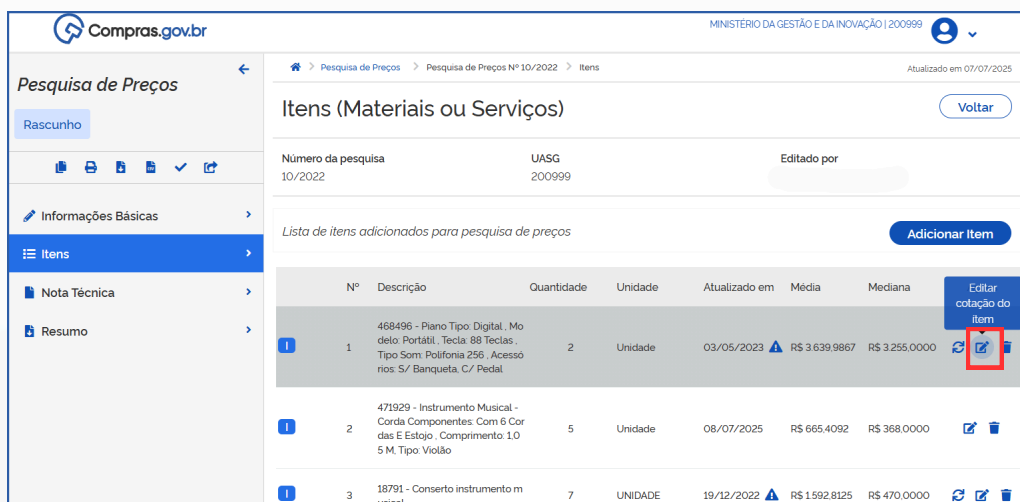 Compras.gov.br
MINISTÉRIO DA GESTÃO E DA INOVAÇÃO | 200999
Pesquisa de Preços
Rascunho
Informações Básicas
Itens
Nota Técnica
Resumo
Pesquisa de Preços > Pesquisa de Preços Nº 10/2022 > Itens
Atualizado em 07/07/2025
Itens (Materiais ou Serviços)
Voltar
Número da pesquisa UASG Editado por
10/2022 200999
Lista de itens adicionados para pesquisa de preços
Adicionar Item
Editar
cotação do
ítem
Nº Descrição Quantidade Unidade Atualizado em Média Mediana
468496 - Piano Tipo: Digital , Mo
delo: Portátil , Tecla: 88 Teclas ,
I 1 Tipo Som: Polifonia 256 , Acessó 2 Unidade 03/05/2023 R$ 3.639,9867 R$ 3.255,0000
rios: S/ Banqueta, C/ Pedal
471929 - Instrumento Musical -
Corda Componentes: Com 6 Cor
I 2 das E Estojo , Comprimento: 1,0 5 Unidade 08/07/2025 R$ 665,4092 R$ 368,0000
5 M, Tipo: Violão
18791 - Conserto instrumento m
I 3 7 UNIDADE 19/12/2022 R$ 1.592,8125 R$ 470,0000